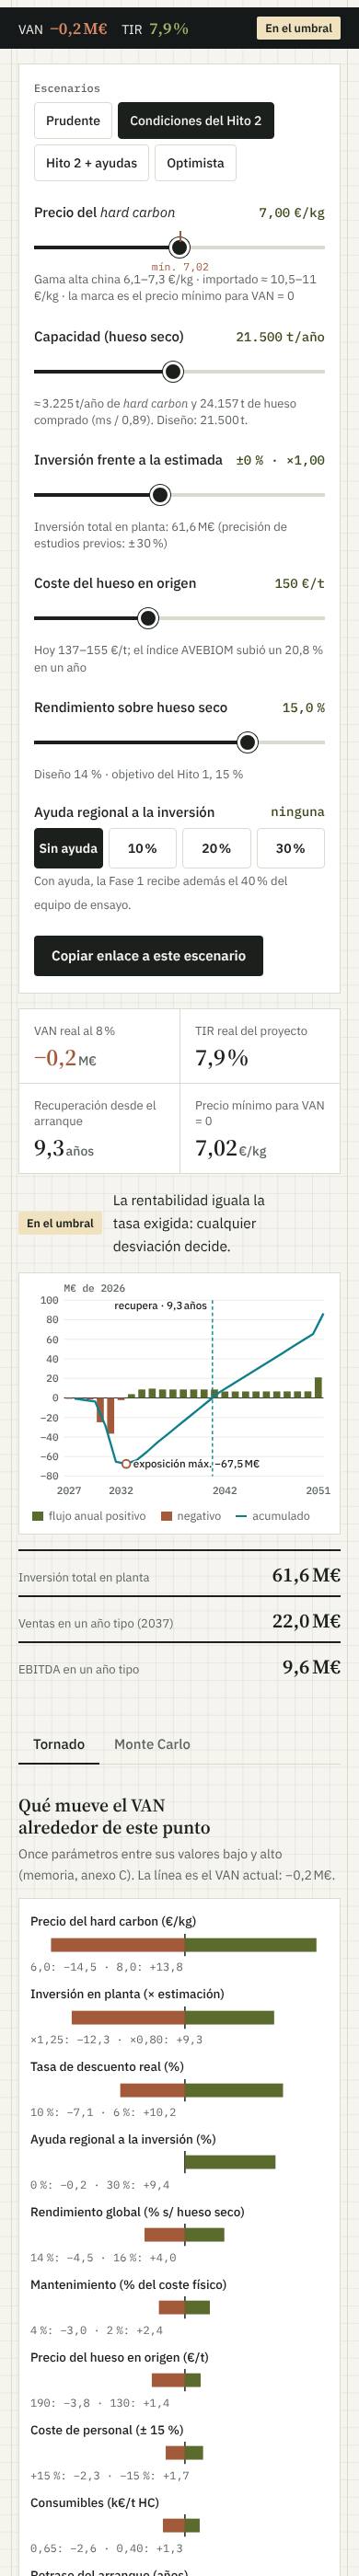 VAN −0,2 M€ TIR 7,9 % En el umbral
Escenarios
Prudente Condiciones del Hito 2
Hito 2 + ayudas Optimista
Precio del hard carbon 7,00 €/kg
mín. 7,02
Gama alta china 6,1–7,3 €/kg · importado ≈ 10,5–11
€/kg · la marca es el precio mínimo para VAN = 0
Capacidad (hueso seco) 21.500 t/año
≈ 3.225 t/año de hard carbon y 24.157 t de hueso
comprado (ms / 0,89). Diseño: 21.500 t.
Inversión frente a la estimada ±0 % · ×1,00
Inversión total en planta: 61,6 M€ (precisión de
estudios previos: ±30 %)
Coste del hueso en origen 150 €/t
Hoy 137–155 €/t; el índice AVEBIOM subió un 20,8 %
en un año
Rendimiento sobre hueso seco 15,0 %
Diseño 14 % · objetivo del Hito 1, 15 %
Ayuda regional a la inversión ninguna
Sin ayuda 10 % 20 % 30 %
Con ayuda, la Fase 1 recibe además el 40 % del
equipo de ensayo.
Copiar enlace a este escenario
VAN real al 8 % TIR real del proyecto
−0,2 M€ 7,9 %
Recuperación desde el
arranque
9,3 años
Precio mínimo para VAN
= 0
7,02 €/kg
En el umbral
La rentabilidad iguala la
tasa exigida: cualquier
desviación decide.
M€ de 2026
100
80
60
40
20
0
−20
−40
−60
−80
recupera · 9,3 años
exposición máx. −67,5 M€
2027 2032 2042 2051
flujo anual positivo negativo acumulado
Inversión total en planta 61,6 M€
Ventas en un año tipo (2037) 22,0 M€
EBITDA en un año tipo 9,6 M€
Tornado Monte Carlo
Qué mueve el VAN
alrededor de este punto
Once parámetros entre sus valores bajo y alto
(memoria, anexo C). La línea es el VAN actual: −0,2 M€.
Precio del hard carbon (€/kg)
6,0: −14,5 · 8,0: +13,8
Inversión en planta (× estimación)
×1,25: −12,3 · ×0,80: +9,3
Tasa de descuento real (%)
10 %: −7,1 · 6 %: +10,2
Ayuda regional a la inversión (%)
0 %: −0,2 · 30 %: +9,4
Rendimiento global (% s/ hueso seco)
14 %: −4,5 · 16 %: +4,0
Mantenimiento (% del coste físico)
4 %: −3,0 · 2 %: +2,4
Precio del hueso en origen (€/t)
190: −3,8 · 130: +1,4
Coste de personal (± 15 %)
+15 %: −2,3 · −15 %: +1,7
Consumibles (k€/t HC)
0,65: −2,6 · 0,40: +1,3
Retraso del arranque (años)